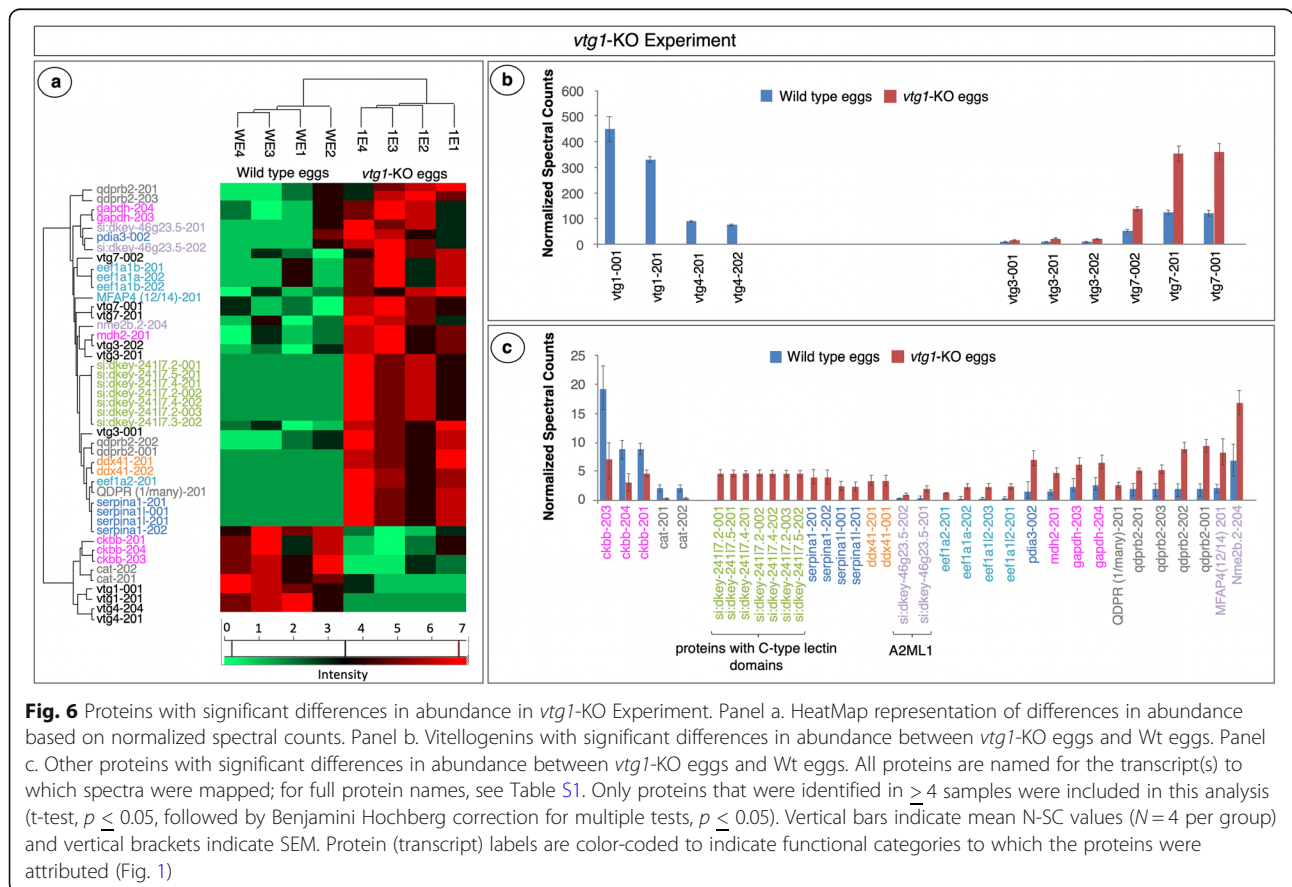 vtg1-KO Experiment
a
WE4
WE3
WE1
WE2
1E4
1E3
1E2
1E1
Wild type eggs
vtg1-KO eggs
qdprb2-201
qdprb2-203
gapdh-204
gapdh-203
si:dkey-46g23.5-201
pdia3-002
si:dkey-46g23.5-202
vtg7-002
eef1a1b-201
eef1a1a-202
eef1a1b-202
MFAP4 (12/14)-201
vtg7-001
vtg7-201
nme2b.2-204
mdh2-201
vtg3-202
vtg3-201
si:dkey-241l7.2-001
si:dkey-241l7.5-201
si:dkey-241l7.4-201
si:dkey-241l7.2-002
si:dkey-241l7.4-202
si:dkey-241l7.2-003
si:dkey-241l7.3-202
vtg3-001
qdprb2-202
qdprb2-001
ddx41-201
ddx41-202
eef1a2-201
QDPR (1/many)-201
serpina1-201
serpina1l-001
serpina1l-201
serpina1-202
ckbb-201
ckbb-204
ckbb-203
cat-202
cat-201
vtg1-001
vtg1-201
vtg4-204
vtg4-201
0 1 2 3 4 5 6 7
Intensity
b
Wild type eggs
vtg1-KO eggs
Normalized Spectral Counts
600
500
400
300
200
100
0
vtg1-001
vtg1-201
vtg4-201
vtg4-202
vtg3-001
vtg3-201
vtg3-202
vtg7-002
vtg7-201
vtg7-001
c
Wild type eggs
vtg1-KO eggs
Normalized Spectral Counts
25
20
15
10
5
0
ckbb-203
ckbb-204
ckbb-201
cat-201
cat-202
si:dkey-241l7.2-001
si:dkey-241l7.5-201
si:dkey-241l7.4-201
si:dkey-241l7.2-002
si:dkey-241l7.4-202
si:dkey-241l7.2-003
si:dkey-241l7.5-202
serpina1-201
serpina1-202
serpina1l-001
serpina1l-201
ddx41-201
ddx41-001
si:dkey-46g23.5-202
si:dkey-46g23.5-201
eef1a2-201
eef1a1a-202
eef1a1l2-203
eef1a1l2-201
pdia3-002
mdh2-201
gapdh-203
gapdh-204
QDPR (1/many)-201
qdprb2-201
qdprb2-203
qdprb2-202
qdprb2-001
MFAP4(12/14)-201
Nme2b.2-204
proteins with C-type lectin
domains
A2ML1
Fig. 6 Proteins with significant differences in abundance in vtg1-KO Experiment. Panel a. HeatMap representation of differences in abundance
based on normalized spectral counts. Panel b. Vitellogenins with significant differences in abundance between vtg1-KO eggs and Wt eggs. Panel
c. Other proteins with significant differences in abundance between vtg1-KO eggs and Wt eggs. All proteins are named for the transcript(s) to
which spectra were mapped; for full protein names, see Table S1. Only proteins that were identified in ≥ 4 samples were included in this analysis
(t-test, p ≤ 0.05, followed by Benjamini Hochberg correction for multiple tests, p ≤ 0.05). Vertical bars indicate mean N-SC values (N = 4 per group)
and vertical brackets indicate SEM. Protein (transcript) labels are color-coded to indicate functional categories to which the proteins were
attributed (Fig. 1)